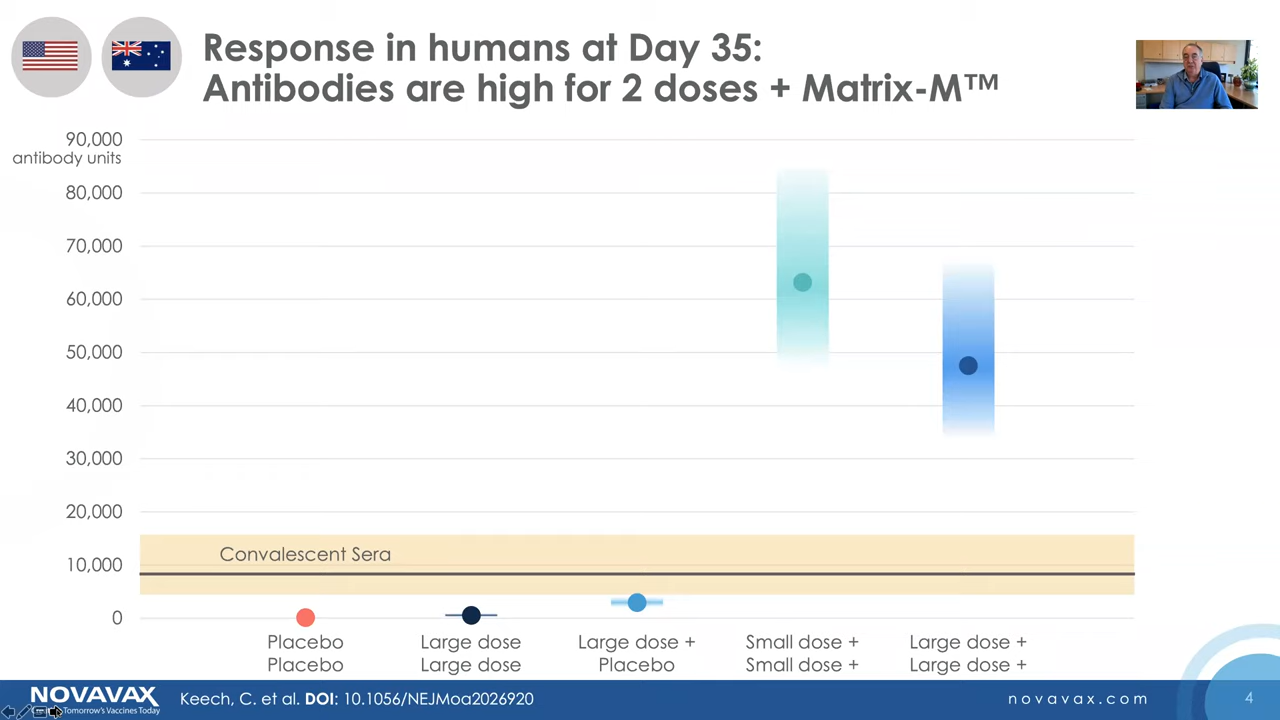 Response in humans at Day 35:
Antibodies are high for 2 doses + Matrix-M™
90,000
antibody units
80,000
70,000
60,000
50,000
40,000
30,000
20,000
10,000
0
Convalescent Sera
Placebo
Placebo
Large dose
Large dose
Large dose +
Placebo
Small dose +
Small dose +
Large dose +
Large dose +
NOVAVAX
Tomorrow's Vaccines Today
Keech, C. et al. DOI: 10.1056/NEJMoa2026920
novavax.com
4